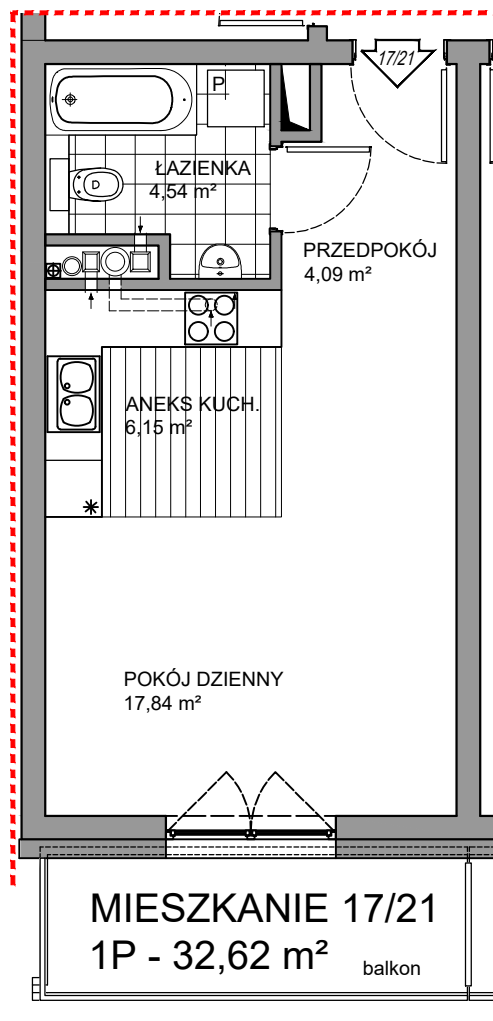 17/21
P
ŁAZIENKA
4,54 m²
PRZEDPOKÓJ
4,09 m²
ANEKS KUCH.
6,15 m²
POKÓJ DZIENNY
17,84 m²
MIESZKANIE 17/21
1P - 32,62 m²
balkon